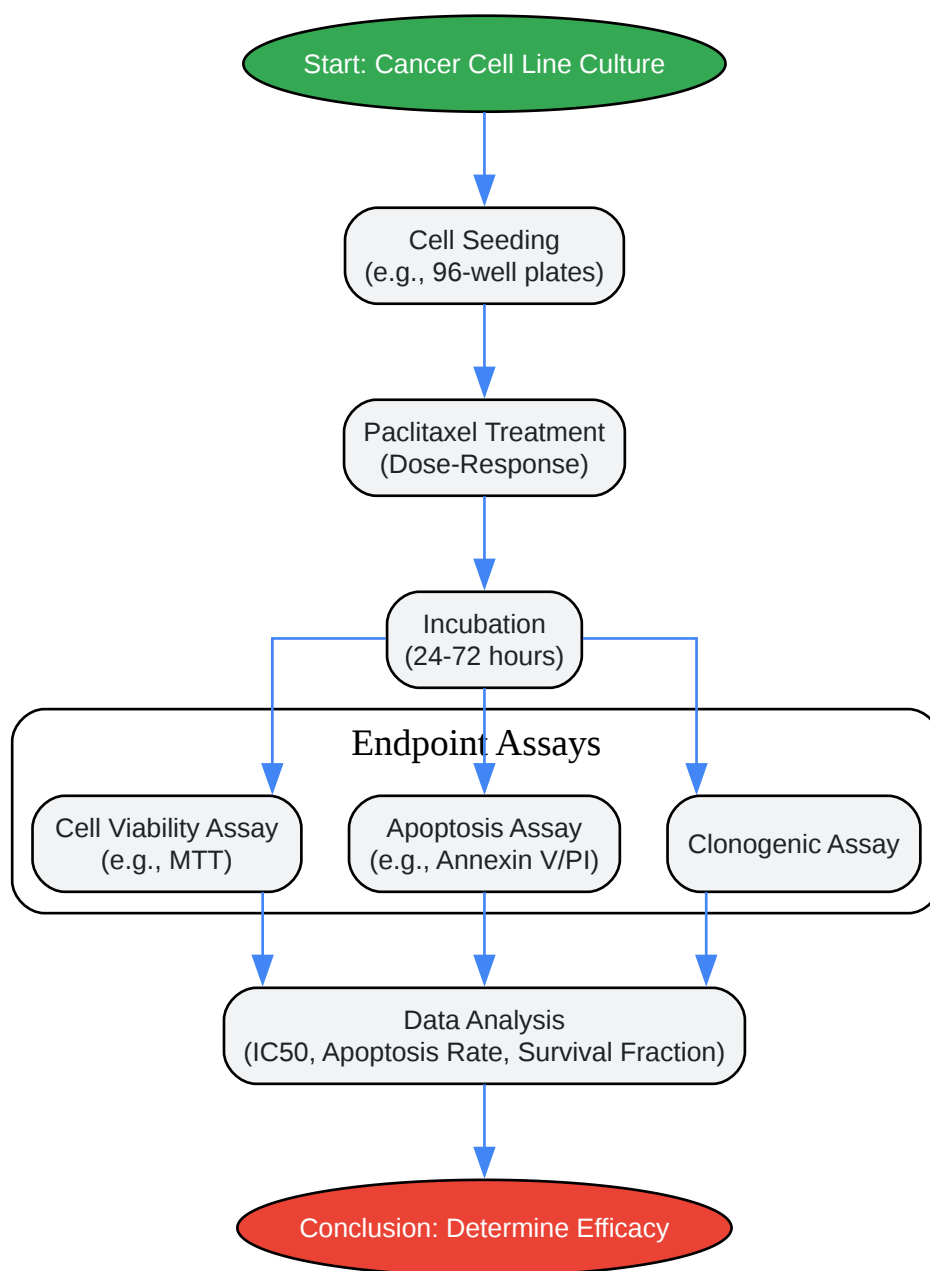 Start: Cancer Cell Line Culture
Cell Seeding
(e.g., 96-well plates)
Paclitaxel Treatment
(Dose-Response)
Incubation
(24-72 hours)
Endpoint Assays
Cell Viability Assay
(e.g., MTT)
Apoptosis Assay
(e.g., Annexin V/PI)
Clonogenic Assay
Data Analysis
(IC50, Apoptosis Rate, Survival Fraction)
Conclusion: Determine Efficacy